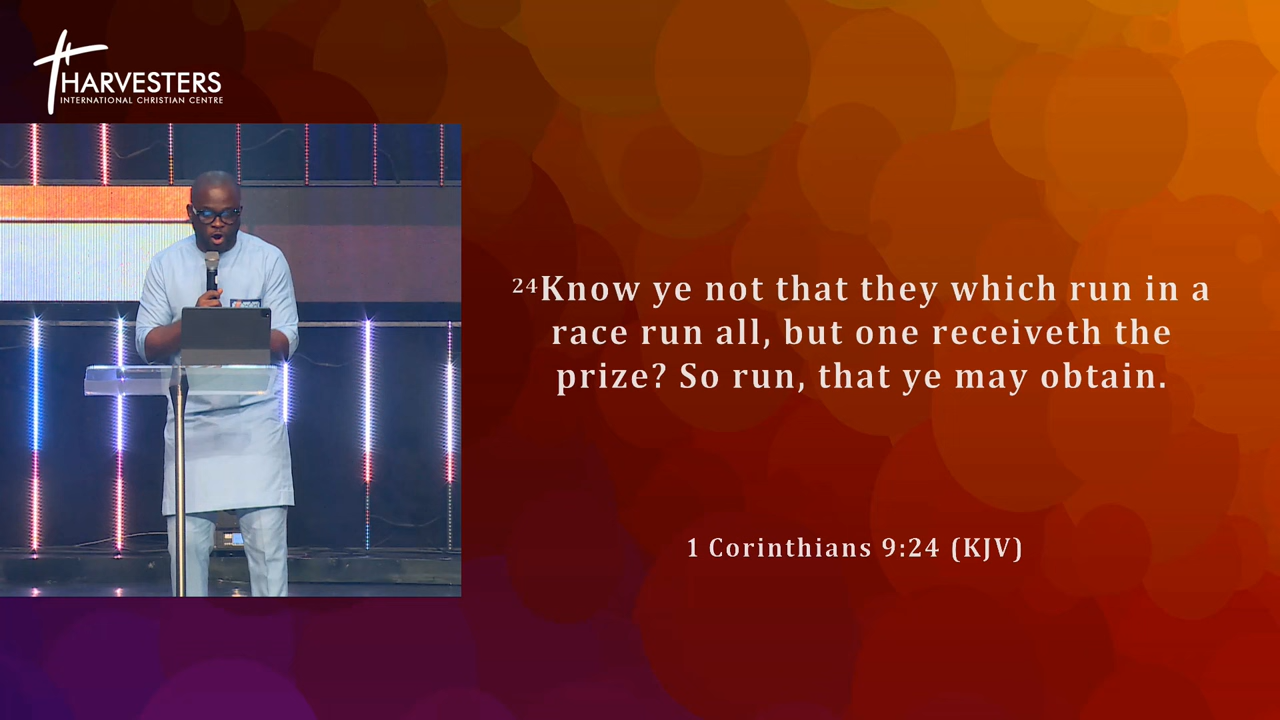 HARVESTERS
INTERNATIONAL CHRISTIAN CENTRE
24Know ye not that they which run in a
race run all, but one receiveth the
prize? So run, that ye may obtain.
1 Corinthians 9:24 (KJV)